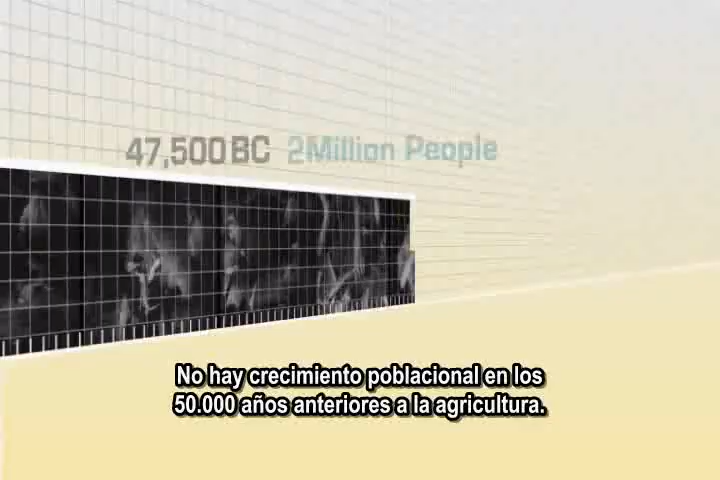 47,500 BC 2Million People
No hay crecimiento poblacional en los
50.000 años anteriores a la agricultura.